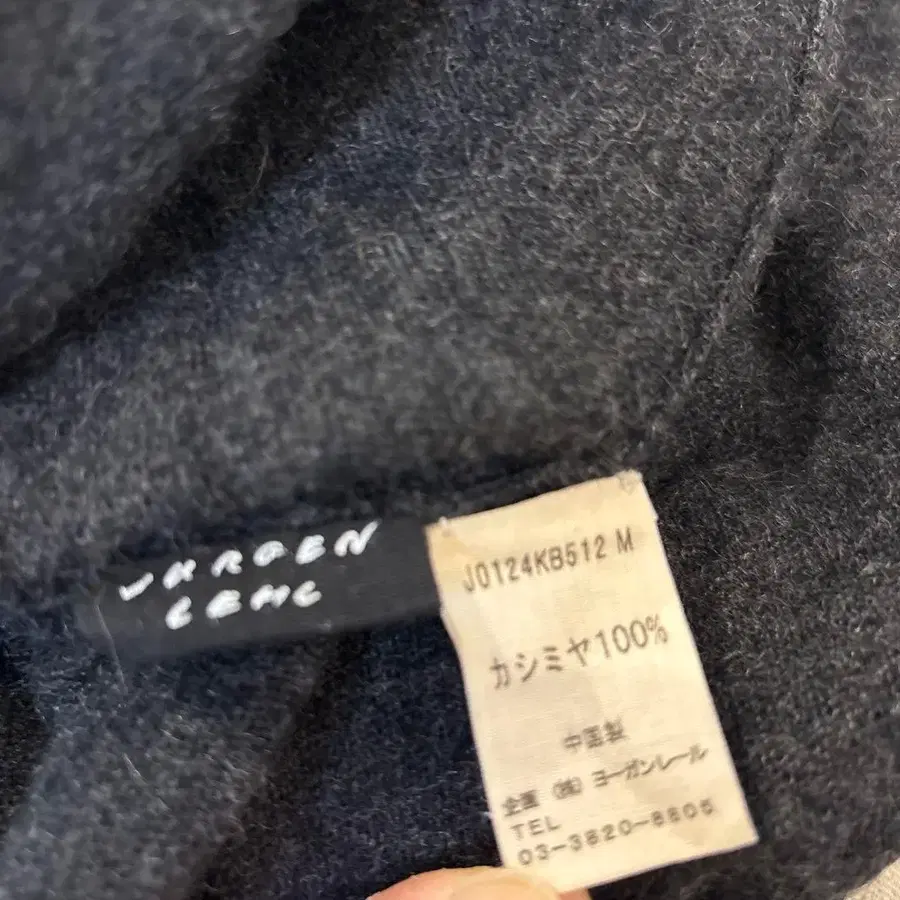 JURGEN
LEHL
J0124KB512 M
カシミヤ100%
中国製
企画 (株) ヨーガンレール
TEL
03-3820-8805